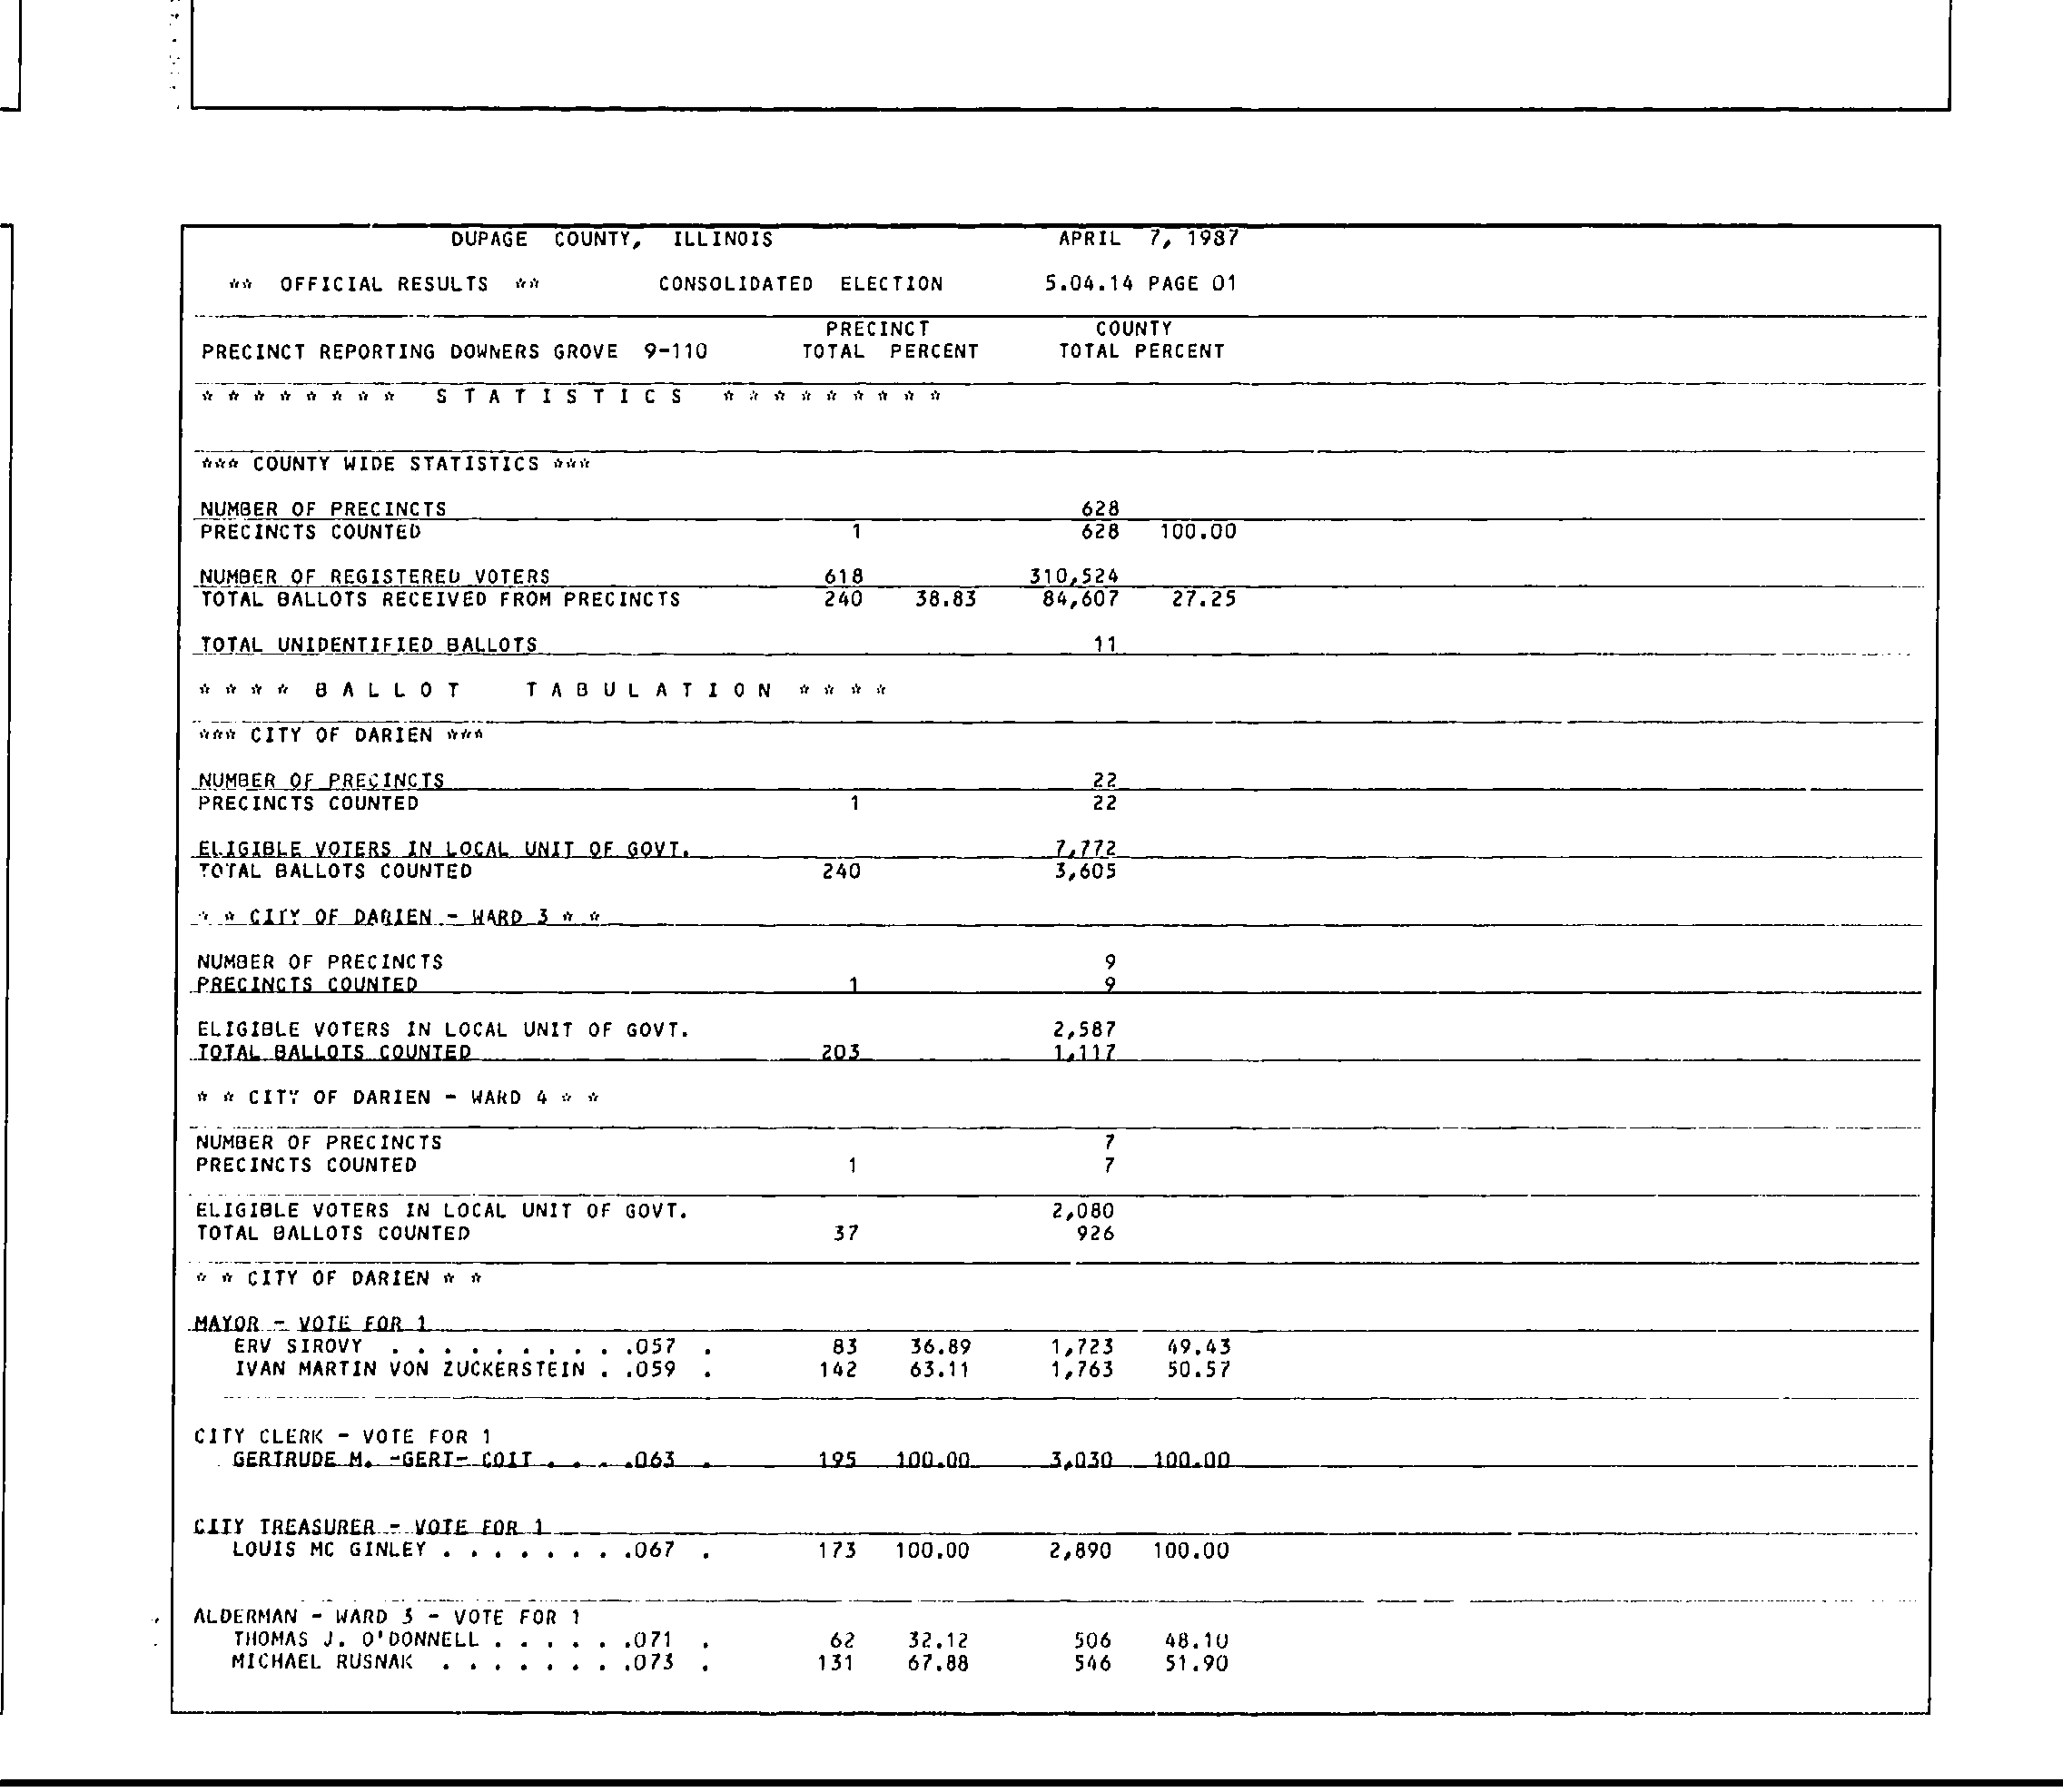 DUPAGE COUNTY, ILLINOIS APRIL 7, 1987
** OFFICIAL RESULTS ** CONSOLIDATED ELECTION 5.04.14 PAGE 01
PRECINCT COUNTY
PRECINCT REPORTING DOWNERS GROVE 9-110 TOTAL PERCENT TOTAL PERCENT
* * * * * * * * S T A T I S T I C S * * * * * * * * *
*** COUNTY WIDE STATISTICS ***
NUMBER OF PRECINCTS 628
PRECINCTS COUNTED 1 628 100.00
NUMBER OF REGISTERED VOTERS 618 310,524
TOTAL BALLOTS RECEIVED FROM PRECINCTS 240 38.83 84,607 27.25
TOTAL UNIDENTIFIED BALLOTS 11
* * * * B A L L O T T A B U L A T I O N * * * *
*** CITY OF DARIEN ***
NUMBER OF PRECINCTS 22
PRECINCTS COUNTED 1 22
ELIGIBLE VOTERS IN LOCAL UNIT OF GOVT. 7,772
TOTAL BALLOTS COUNTED 240 3,605
* * CITY OF DARIEN - WARD 3 * *
NUMBER OF PRECINCTS 9
PRECINCTS COUNTED 1 9
ELIGIBLE VOTERS IN LOCAL UNIT OF GOVT. 2,587
TOTAL BALLOTS COUNTED 203 1,117
* * CITY OF DARIEN - WARD 4 * *
NUMBER OF PRECINCTS 7
PRECINCTS COUNTED 1 7
ELIGIBLE VOTERS IN LOCAL UNIT OF GOVT. 2,080
TOTAL BALLOTS COUNTED 37 926
* * CITY OF DARIEN * *
MAYOR - VOTE FOR 1
ERV SIROVY . . . . . . . . . .057 . 83 36.89 1,723 49.43
IVAN MARTIN VON ZUCKERSTEIN . .059 . 142 63.11 1,763 50.57
CITY CLERK - VOTE FOR 1
GERTRUDE M. -GERT- COIT . . . .063 . 195 100.00 3,030 100.00
CITY TREASURER - VOTE FOR 1
LOUIS MC GINLEY . . . . . . . .067 . 173 100.00 2,890 100.00
ALDERMAN - WARD 3 - VOTE FOR 1
THOMAS J. O'DONNELL . . . . . .071 . 62 32.12 506 48.10
MICHAEL RUSNAK . . . . . . . .073 . 131 67.88 546 51.90